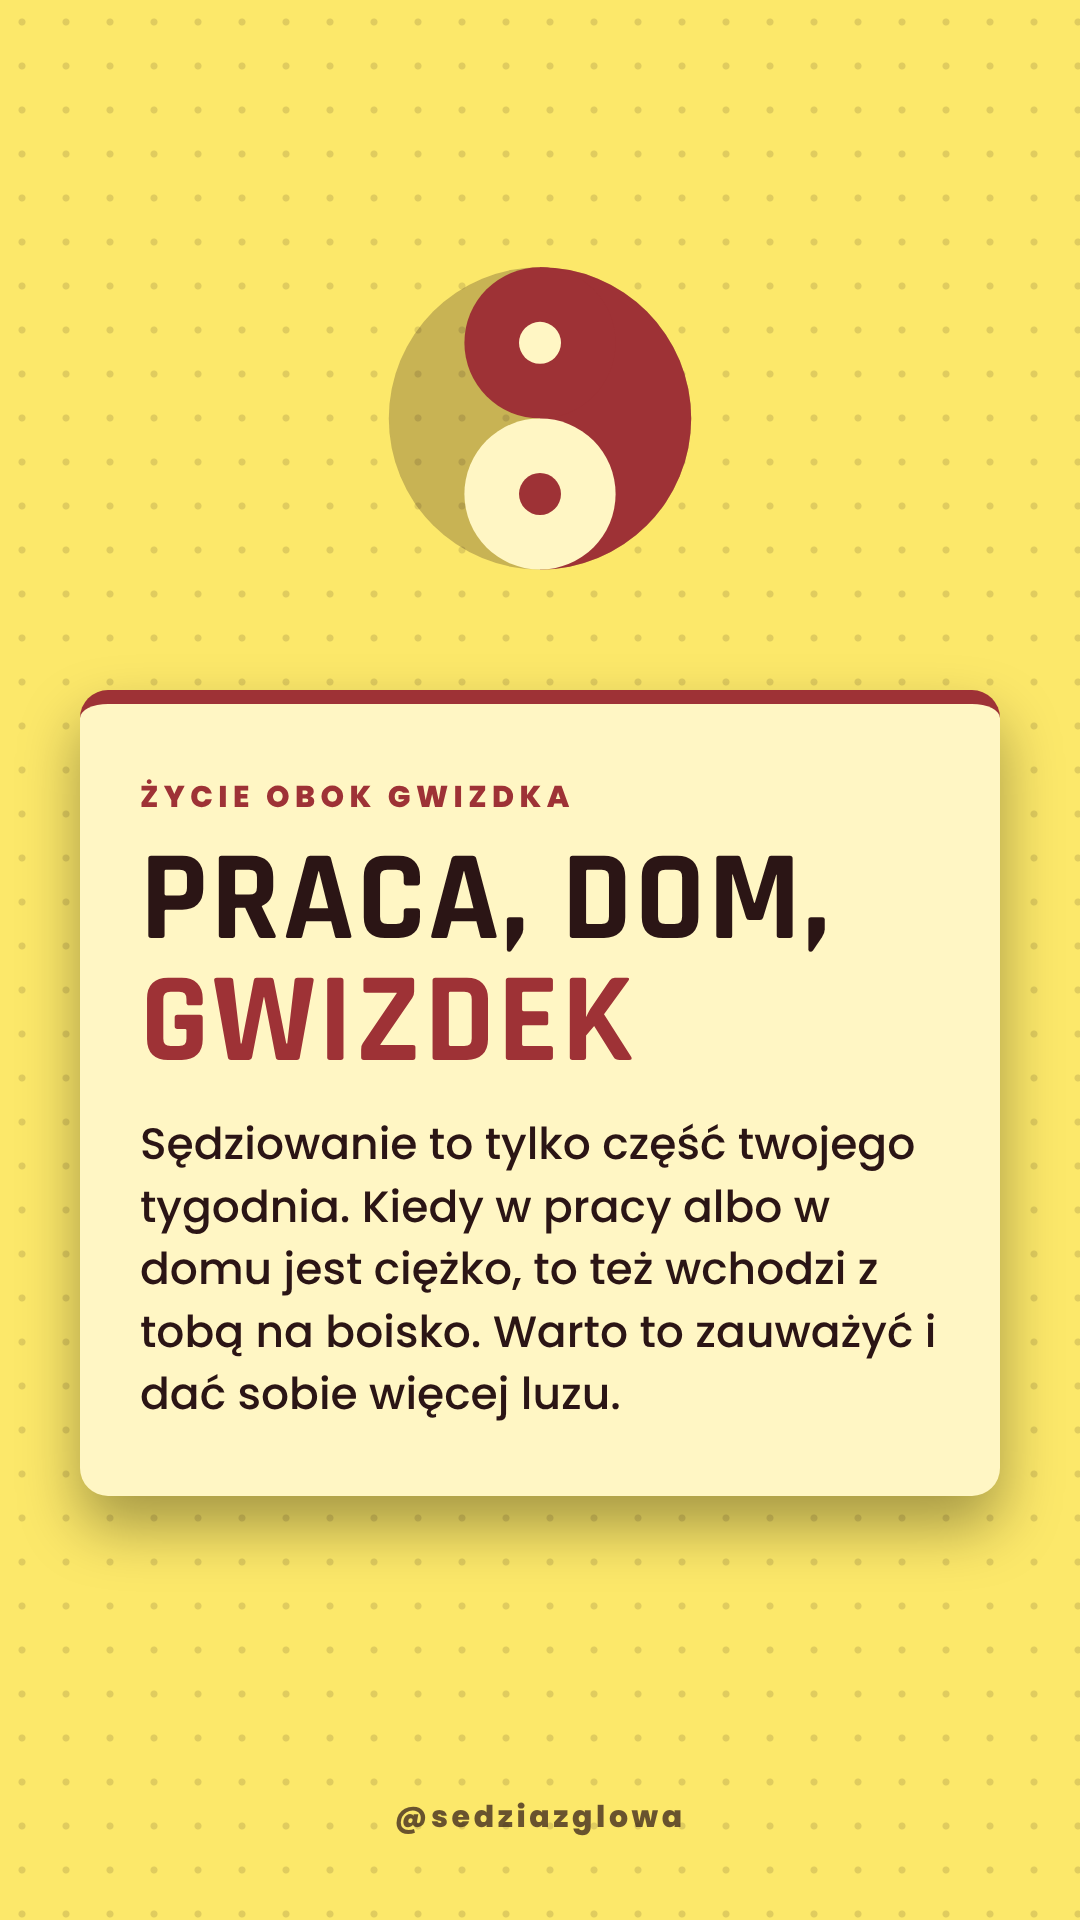 ŻYCIE OBOK GWIZDKA
PRACA, DOM,
GWIZDEK
Sędziowanie to tylko część twojego
tygodnia. Kiedy w pracy albo w
domu jest ciężko, to też wchodzi z
tobą na boisko. Warto to zauważyć i
dać sobie więcej luzu.
@sedziazglowa